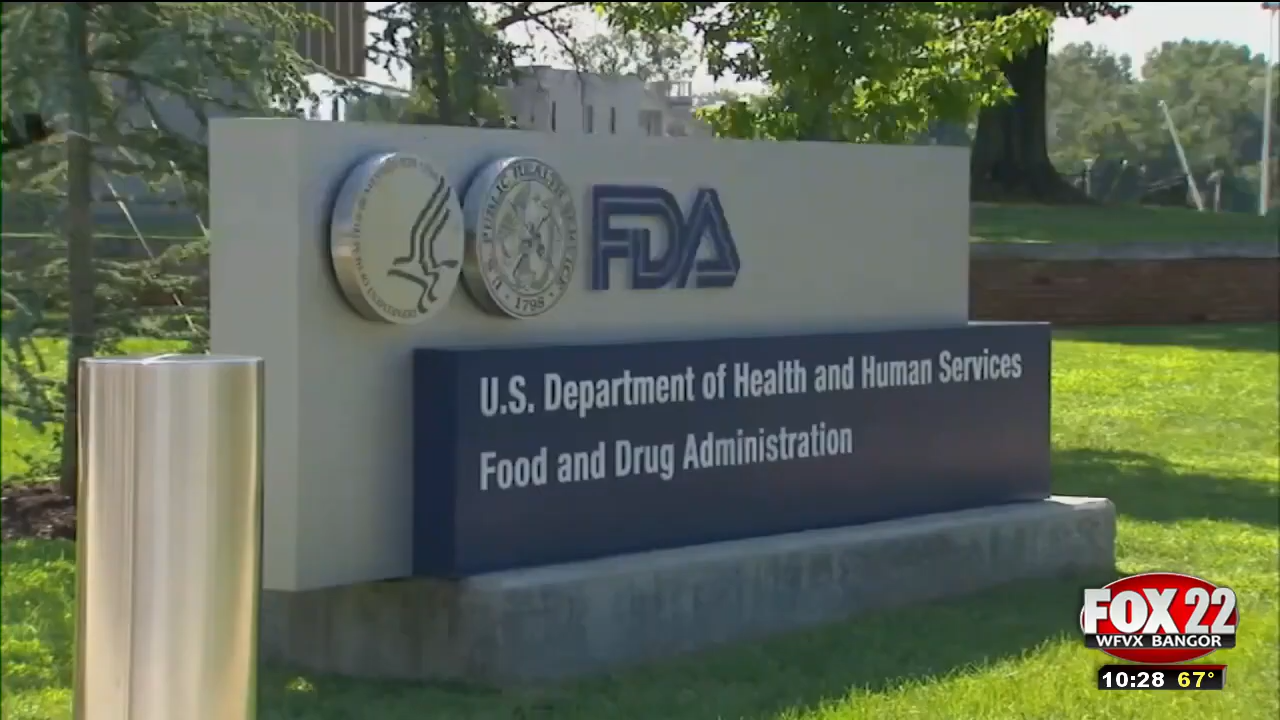 PUBLIC HEALTH SERVICE
U.S.
1798
FDA
U.S. Department of Health and Human Services
Food and Drug Administration
FOX 22
WFVX BANGOR
10:28 67°